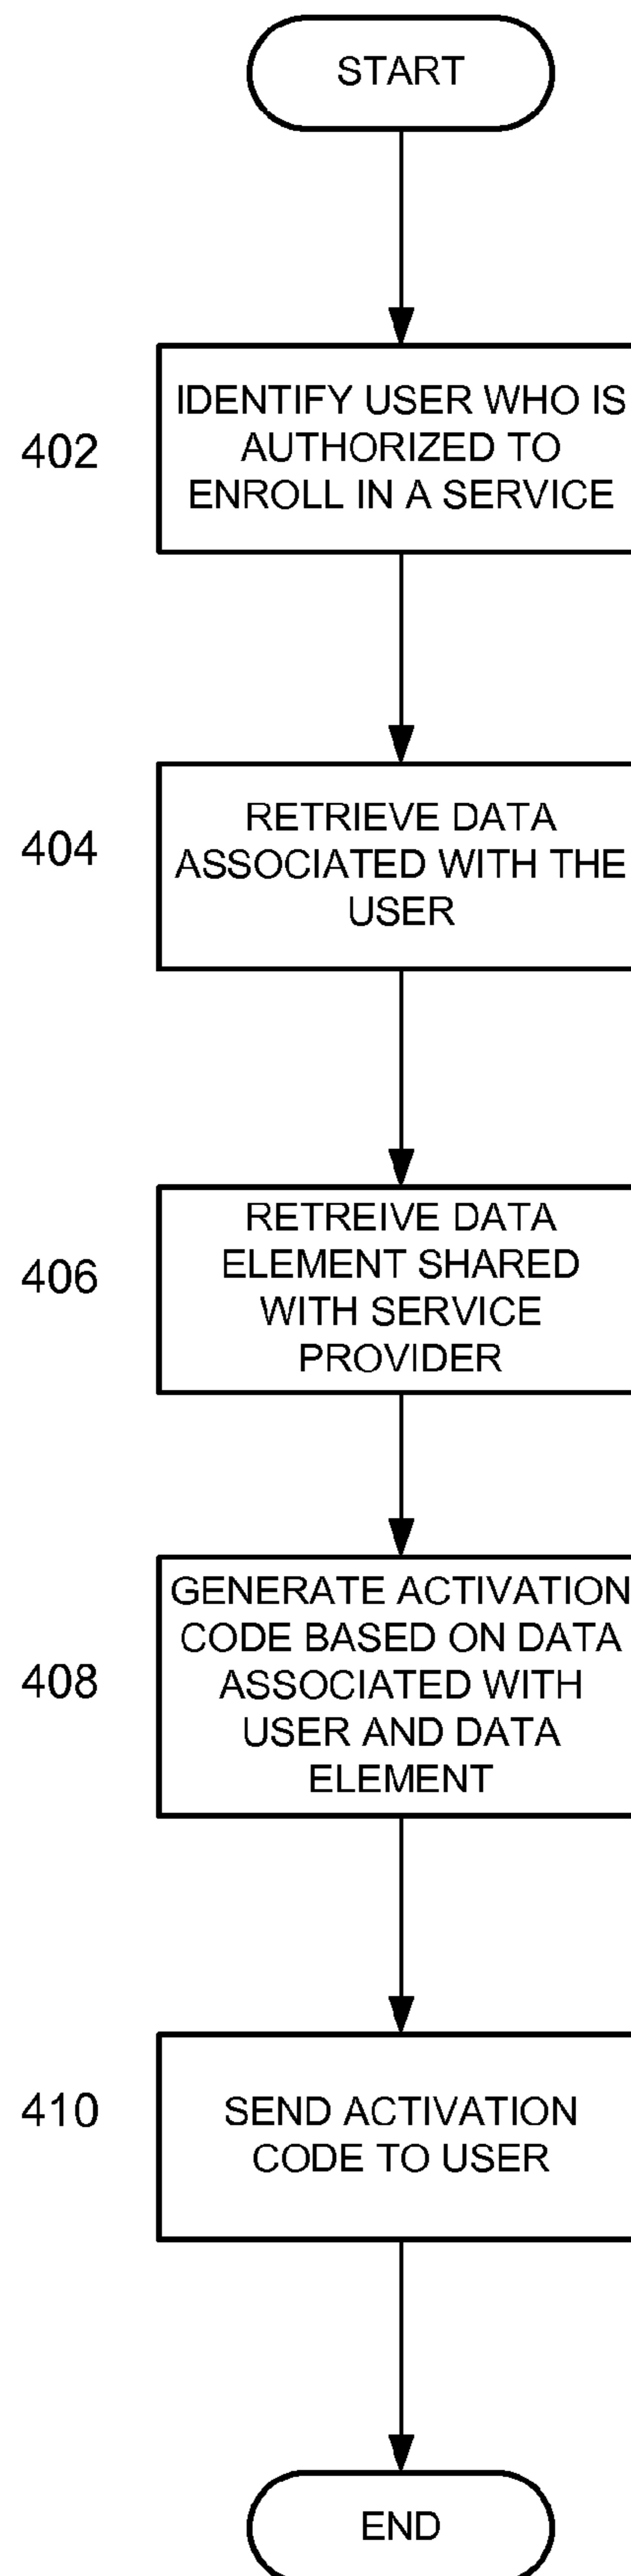 START
402
IDENTIFY USER WHO IS
AUTHORIZED TO
ENROLL IN A SERVICE
404
RETRIEVE DATA
ASSOCIATED WITH THE
USER
406
RETREIVE DATA
ELEMENT SHARED
WITH SERVICE
PROVIDER
408
GENERATE ACTIVATION
CODE BASED ON DATA
ASSOCIATED WITH
USER AND DATA
ELEMENT
410
SEND ACTIVATION
CODE TO USER
END